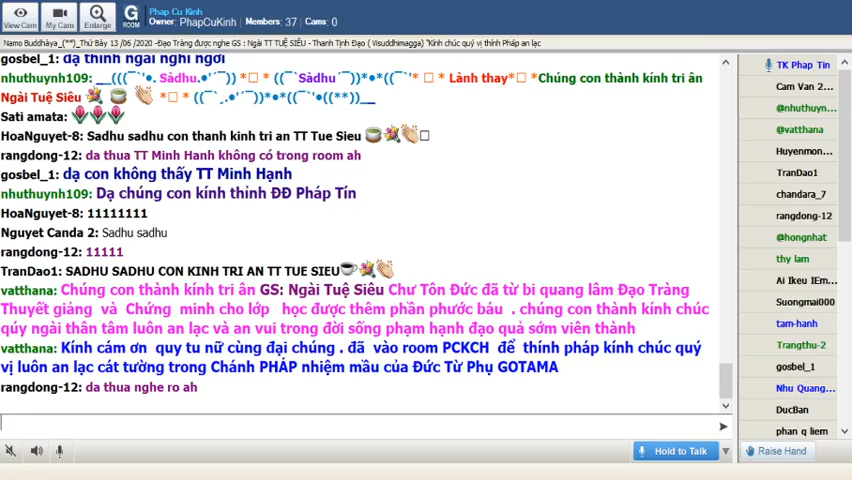 View Cam
My Cam
Enlarge
G
ROOM
Phap Cu Kinh
Owner: PhapCuKinh Members: 37 Cams: 0
Namo Buddhàya_(**)_Thứ Bảy 13 /06 /2020 -Đạo Tràng được nghe GS : Ngài TT TUỆ SIÊU - Thanh Tịnh Đạo ( Visuddhimagga) "Kính chúc quý vị thính Pháp an lạc
gosbel_1: dạ thỉnh ngài nghỉ ngơi
nhuthuynh109: __(((¯`'•. Sàdhu.•'´¯)) *□ * ((¯`Sàdhu´¯))*•*((¯`'* □ * Lành thay*□ *Chúng con thành kính tri ân
Ngài Tuệ Siêu *□ * ((¯`¸.•'´¯))*•*((¯`'•((**))__
Sati amata:
HoaNguyet-8: Sadhu sadhu con thanh kinh tri an TT Tue Sieu □
rangdong-12: da thua TT Minh Hanh không có trong room ah
gosbel_1: dạ con không thấy TT Minh Hạnh
nhuthuynh109: Dạ chúng con kính thỉnh ĐĐ Pháp Tín
HoaNguyet-8: 11111111
Nguyet Canda 2: Sadhu sadhu
rangdong-12: 11111
TranDao1: SADHU SADHU CON KINH TRI AN TT TUE SIEU
vatthana: Chúng con thành kính tri ân GS: Ngài Tuệ Siêu Chư Tôn Đức đã từ bi quang lâm Đạo Tràng
Thuyết giảng và Chứng minh cho lớp học được thêm phần phước báu . chúng con thành kính chúc
qúy ngài thân tâm luôn an lạc và an vui trong đời sống phạm hạnh đạo quả sớm viên thành
vatthana: Kính cám ơn quy tu nữ cùng đại chúng . đã vào room PCKCH để thính pháp kính chúc quý
vị luôn an lạc cát tường trong Chánh PHÁP nhiệm mầu của Đức Từ Phụ GOTAMA
rangdong-12: da thua nghe ro ah
TK Phap Tin
Cam Van 2...
@nhuthuyn...
@vatthana
Huyenmon...
TranDao1
chandara_7
rangdong-12
@hongnhat
thy lam
Ai Ikeu IEm...
Suongmai000
tam-hanh
Trangthu-2
gosbel_1
Nhu Quang...
DucBan
phan q liem
Hold to Talk
Raise Hand